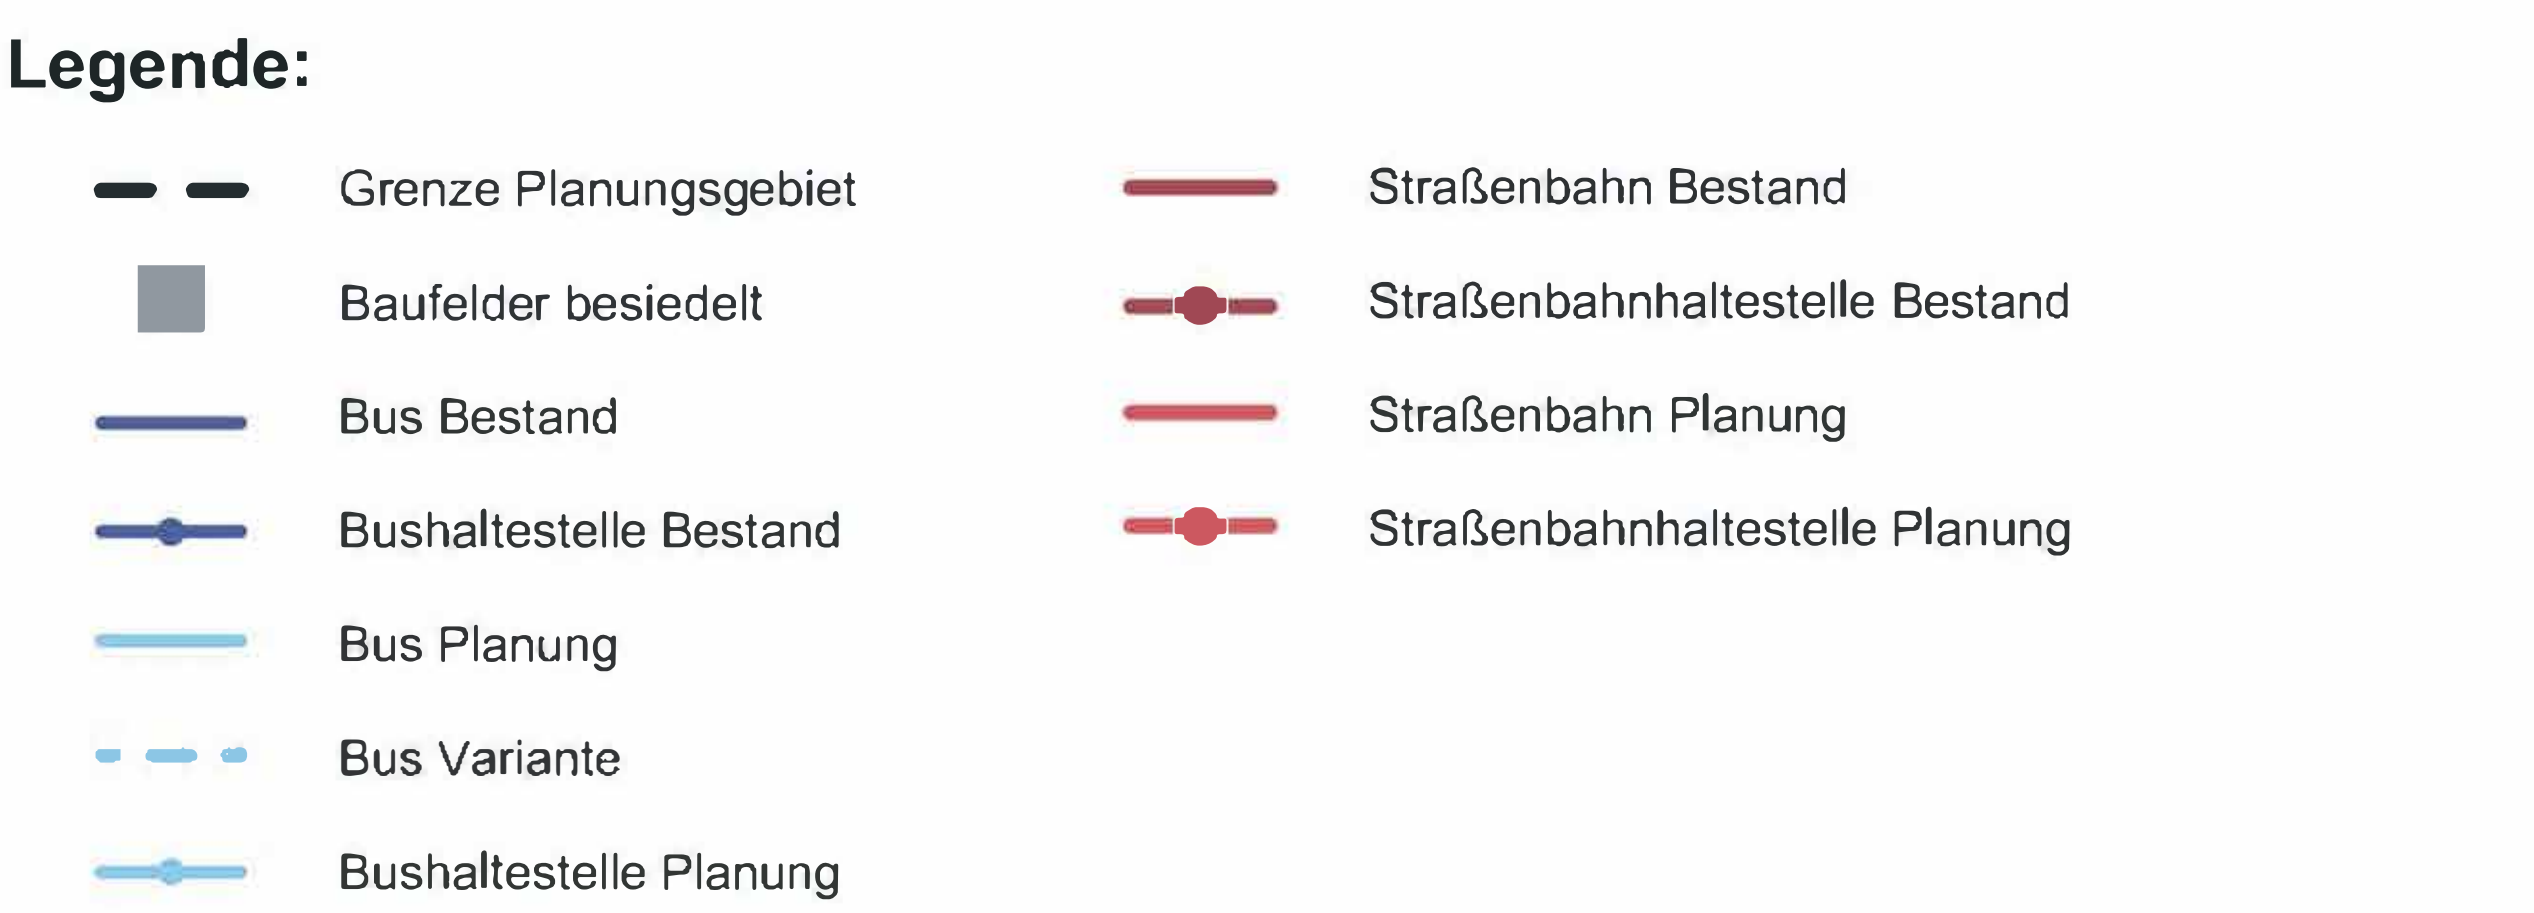 Legende:
Grenze Planungsgebiet
Baufelder besiedelt
Bus Bestand
Bushaltestelle Bestand
Bus Planung
Bus Variante
Bushaltestelle Planung
Straßenbahn Bestand
Straßenbahnhaltestelle Bestand
Straßenbahn Planung
Straßenbahnhaltestelle Planung